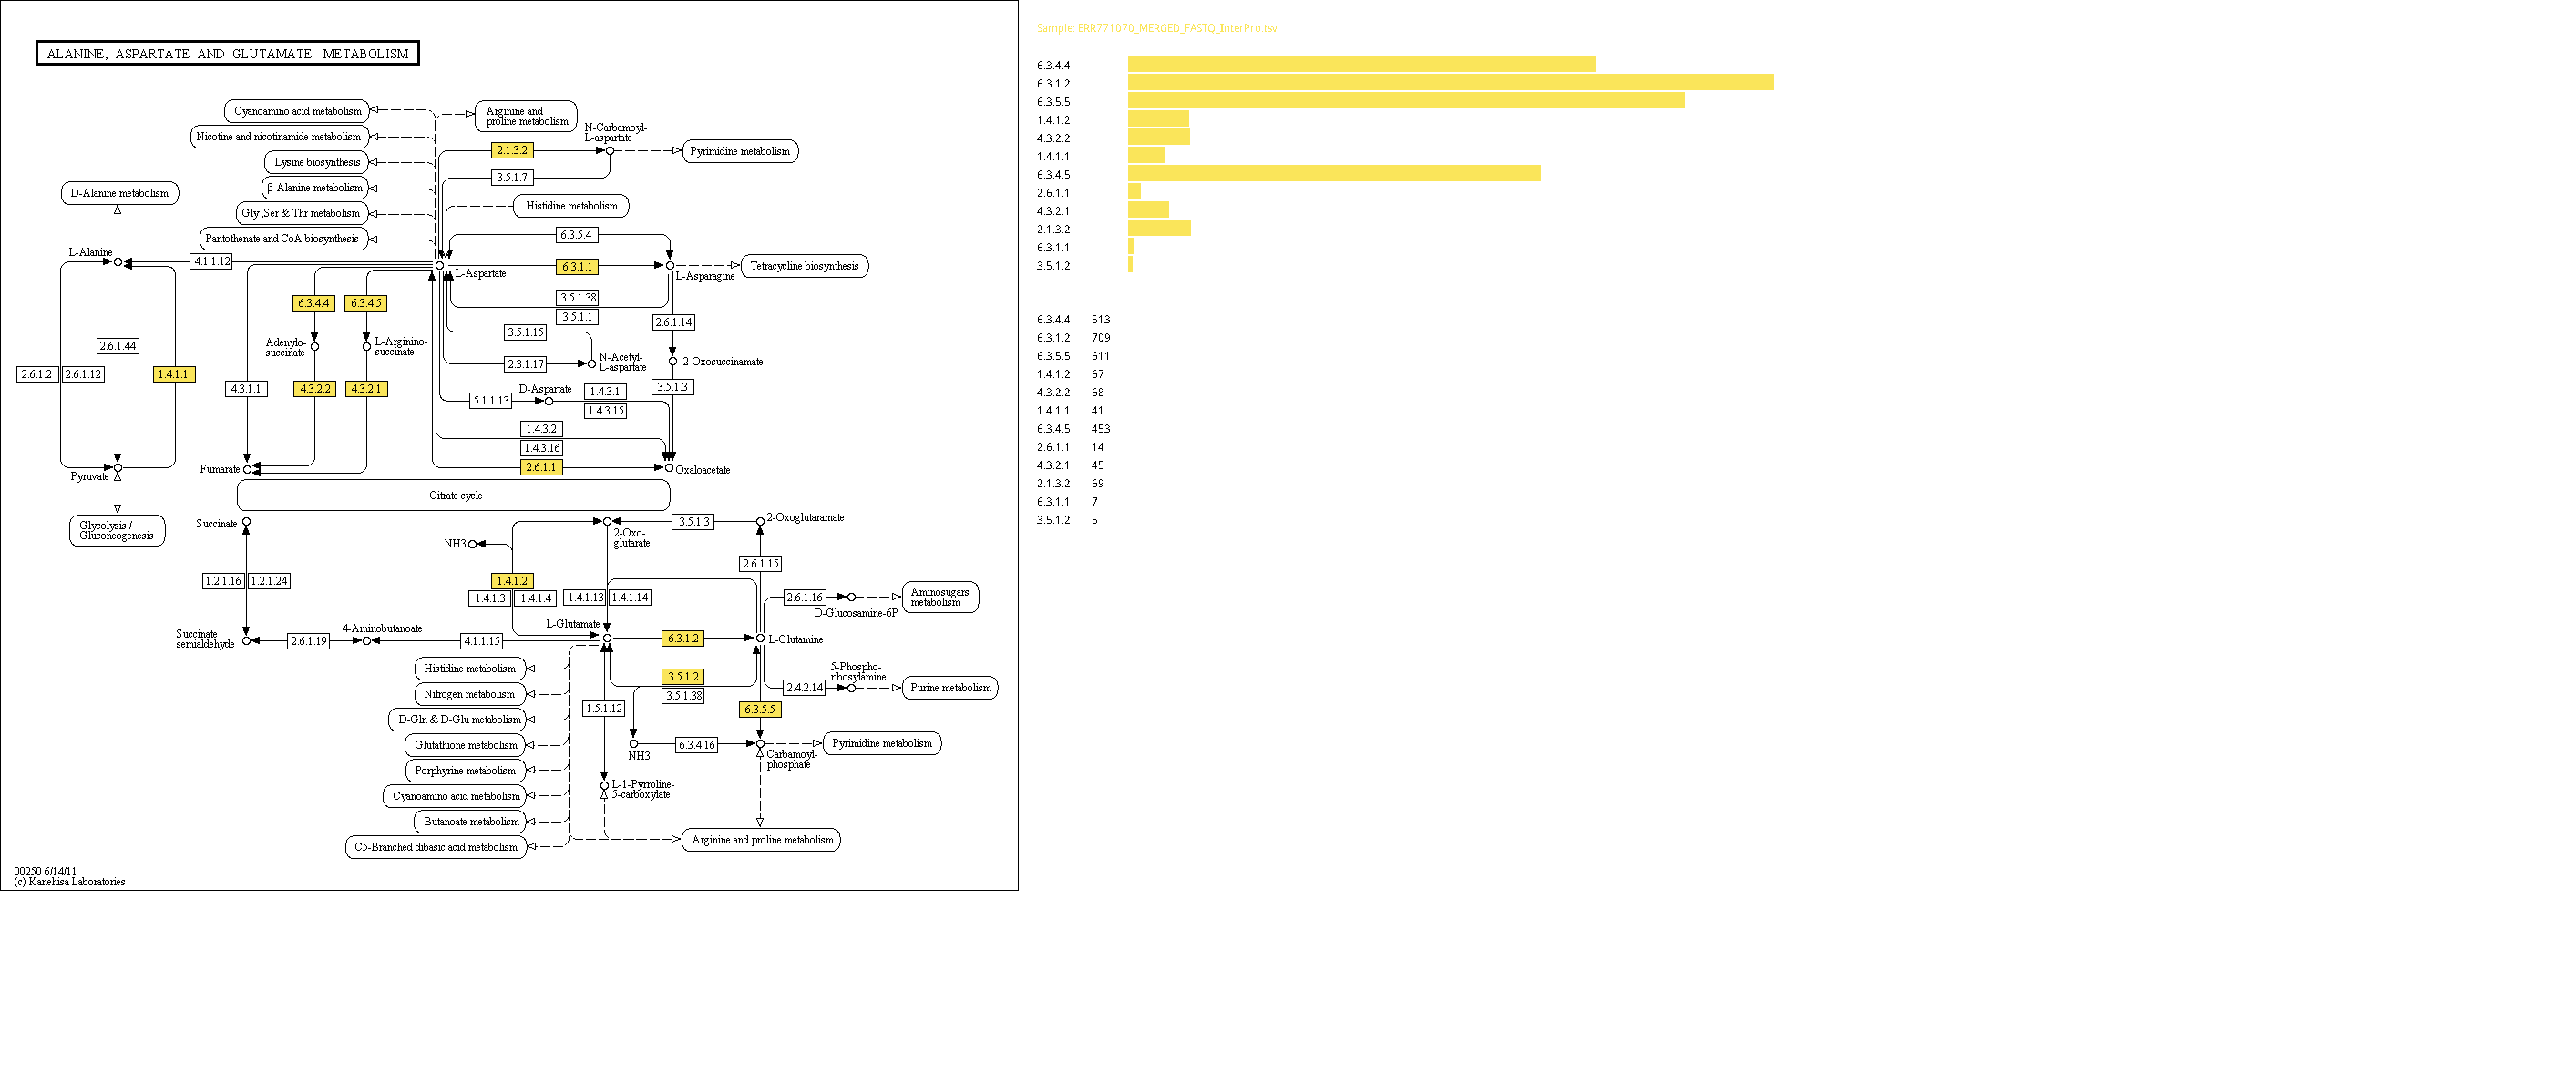 ALANINE, ASPARTATE AND GLUTAMATE METABOLISM
Cyanoamino acid metabolism
Nicotine and nicotinamide metabolism
Lysine biosynthesis
β-Alanine metabolism
Gly ,Ser & Thr metabolism
Pantothenate and CoA biosynthesis
Arginine and
proline metabolism
N-Carbamoyl-
L-aspartate
2.1.3.2
Pyrimidine metabolism
3.5.1.7
Histidine metabolism
D-Alanine metabolism
L-Alanine
4.1.1.12
6.3.5.4
L-Aspartate
6.3.1.1
L-Asparagine
Tetracycline biosynthesis
6.3.4.4
6.3.4.5
3.5.1.38
3.5.1.1
2.6.1.14
3.5.1.15
2.6.1.44
Adenylo-
succinate
L-Arginino-
succinate
2.3.1.17
N-Acetyl-
L-aspartate
2-Oxosuccinamate
2.6.1.2
2.6.1.12
1.4.1.1
4.3.1.1
4.3.2.2
4.3.2.1
D-Aspartate
5.1.1.13
1.4.3.1
1.4.3.15
3.5.1.3
1.4.3.2
1.4.3.16
2.6.1.1
Pyruvate
Fumarate
Oxaloacetate
Citrate cycle
Glycolysis /
Gluconeogenesis
Succinate
NH3
2-Oxo-
glutarate
3.5.1.3
2-Oxoglutaramate
2.6.1.15
1.2.1.16
1.2.1.24
1.4.1.2
1.4.1.3
1.4.1.4
1.4.1.13
1.4.1.14
2.6.1.16
D-Glucosamine-6P
Aminosugars
metabolism
Succinate
semialdehyde
2.6.1.19
4-Aminobutanoate
4.1.1.15
L-Glutamate
6.3.1.2
L-Glutamine
Histidine metabolism
Nitrogen metabolism
D-Gln & D-Glu metabolism
Glutathione metabolism
Porphyrine metabolism
Cyanoamino acid metabolism
Butanoate metabolism
C5-Branched dibasic acid metabolism
3.5.1.2
3.5.1.38
1.5.1.12
5-Phospho-
ribosylamine
2.4.2.14
Purine metabolism
6.3.5.5
NH3
6.3.4.16
Carbamoyl-
phosphate
Pyrimidine metabolism
L-1-Pyrroline-
5-carboxylate
Arginine and proline metabolism
00250 6/14/11
(c) Kanehisa Laboratories
Sample: ERR771070_MERGED_FASTQ_InterPro.tsv
6.3.4.4:
6.3.1.2:
6.3.5.5:
1.4.1.2:
4.3.2.2:
1.4.1.1:
6.3.4.5:
2.6.1.1:
4.3.2.1:
2.1.3.2:
6.3.1.1:
3.5.1.2:
6.3.4.4: 513
6.3.1.2: 709
6.3.5.5: 611
1.4.1.2: 67
4.3.2.2: 68
1.4.1.1: 41
6.3.4.5: 453
2.6.1.1: 14
4.3.2.1: 45
2.1.3.2: 69
6.3.1.1: 7
3.5.1.2: 5